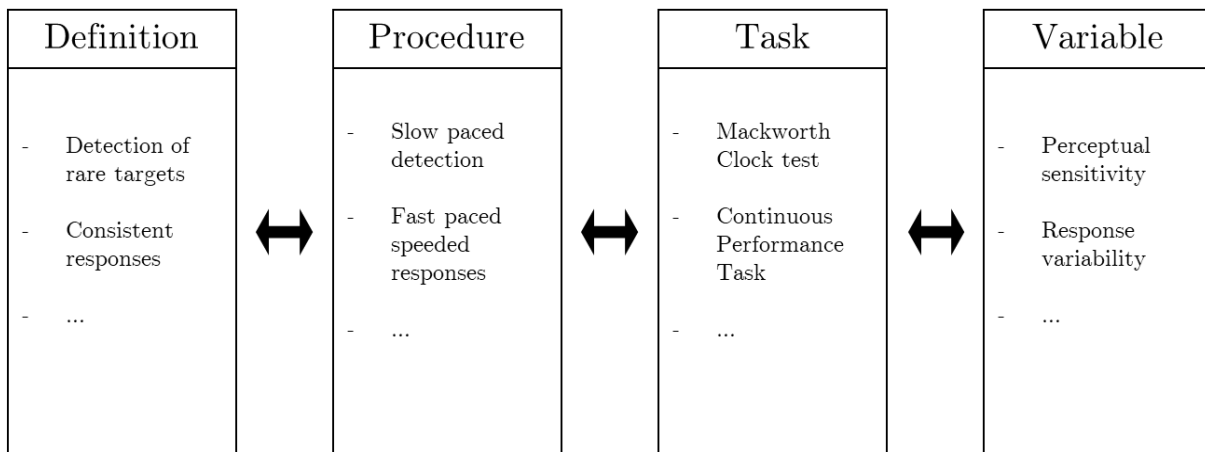 Definition
- Detection of
rare targets
- Consistent
responses
- ...
Procedure
- Slow paced
detection
- Fast paced
speeded
responses
- ...
Task
- Mackworth
Clock test
- Continuous
Performance
Task
- ...
Variable
- Perceptual
sensitivity
- Response
variability
- ...